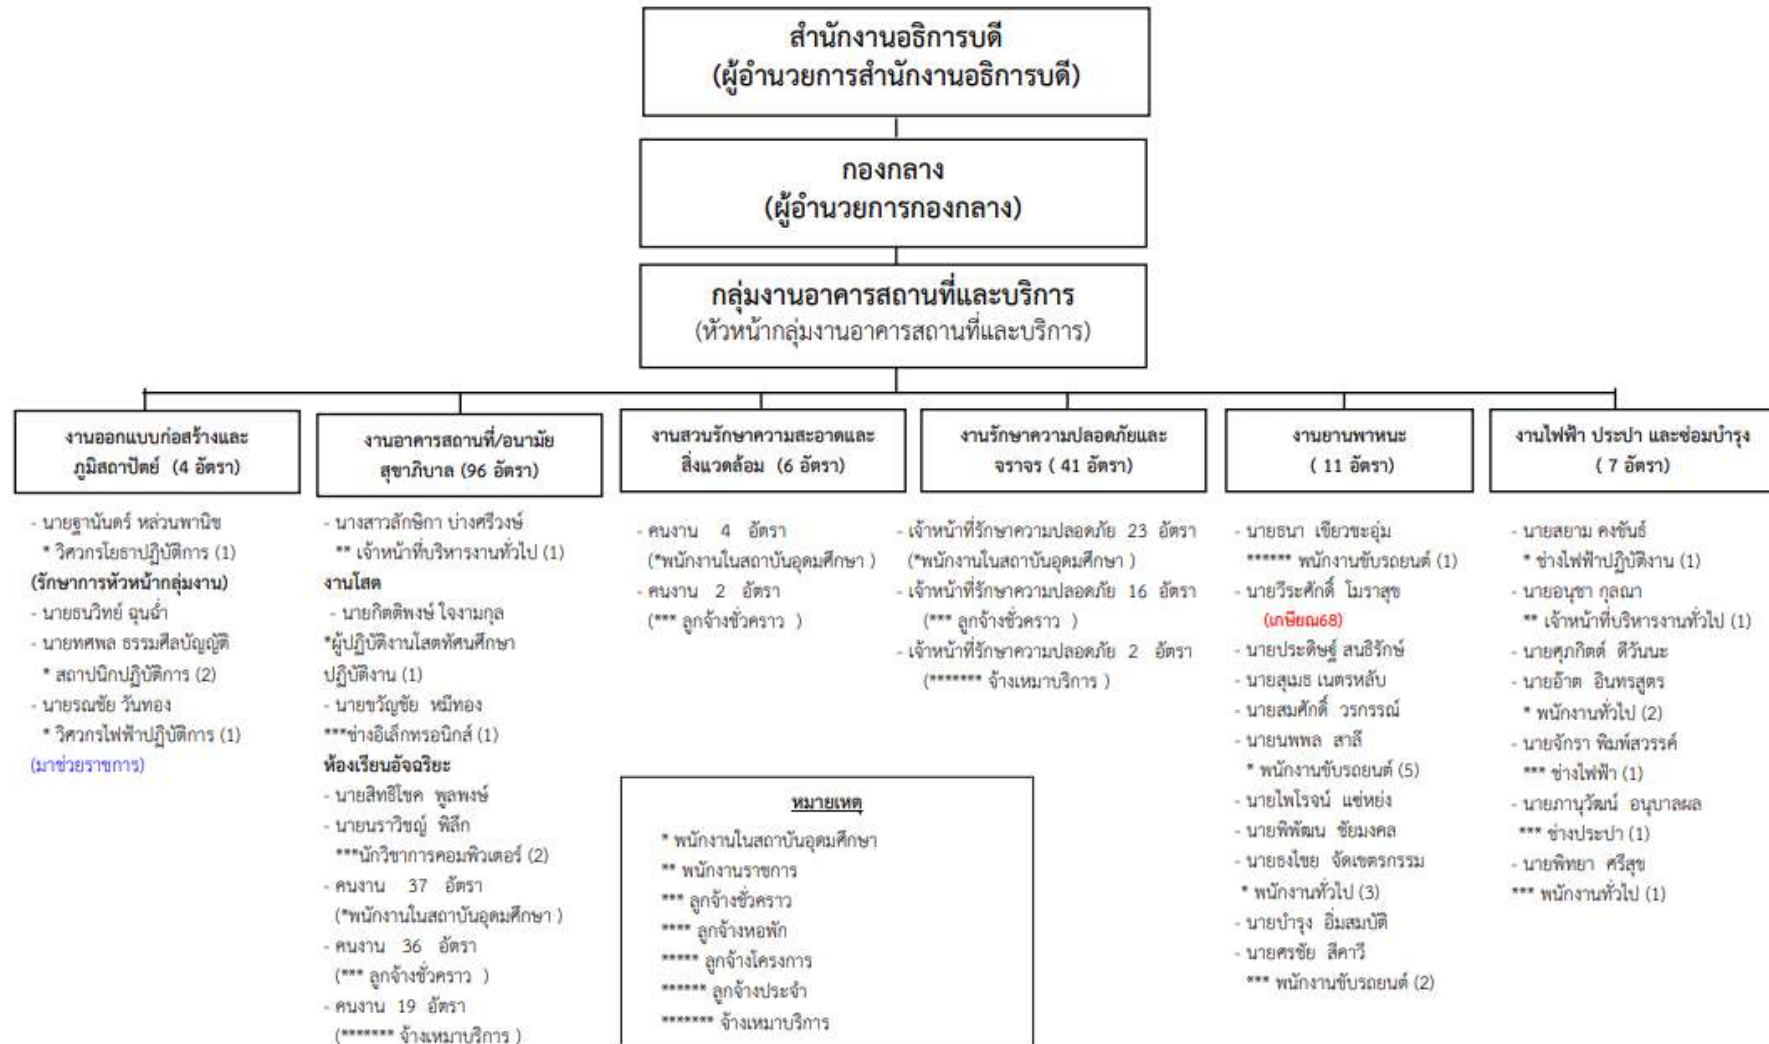 สำนักงานอธิการบดี
(ผู้อำนวยการสำนักงานอธิการบดี)
กองกลาง
(ผู้อำนวยการกองกลาง)
กลุ่มงานอาคารสถานที่และบริการ
(หัวหน้ากลุ่มงานอาคารสถานที่และบริการ)
งานออกแบบก่อสร้างและ
ภูมิสถาปัตย์ (4 อัตรา)
- นายฐานันดร์ หล่วนพานิช
* วิศวกรโยธาปฏิบัติการ (1)
(รักษาการหัวหน้ากลุ่มงาน)
- นายธนวิทย์ ฉุนฉ่ำ
- นายทศพล ธรรมศีลบัญญัติ
* สถาปนิกปฏิบัติการ (2)
- นายรณชัย วันทอง
* วิศวกรไฟฟ้าปฏิบัติการ (1)
(มาช่วยราชการ)
งานอาคารสถานที่/อนามัย
สุขาภิบาล (96 อัตรา)
- นางสาวลักษิกา บ่างศรีวงษ์
** เจ้าหน้าที่บริหารงานทั่วไป (1)
งานโสต
- นายกิตติพงษ์ ใจงามกุล
*ผู้ปฏิบัติงานโสตทัศนศึกษา
ปฏิบัติงาน (1)
- นายขวัญชัย หมีทอง
***ช่างอิเล็กทรอนิกส์ (1)
ห้องเรียนอัจฉริยะ
- นายสิทธิโชค พูลพงษ์
- นายนราวิชญ์ พิลึก
***นักวิชาการคอมพิวเตอร์ (2)
- คนงาน 37 อัตรา
(*พนักงานในสถาบันอุดมศึกษา )
- คนงาน 36 อัตรา
(*** ลูกจ้างชั่วคราว )
- คนงาน 19 อัตรา
(******* จ้างเหมาบริการ )
งานสวนรักษาความสะอาดและ
สิ่งแวดล้อม (6 อัตรา)
- คนงาน 4 อัตรา
(*พนักงานในสถาบันอุดมศึกษา )
- คนงาน 2 อัตรา
(*** ลูกจ้างชั่วคราว )
งานรักษาความปลอดภัยและ
จราจร ( 41 อัตรา)
- เจ้าหน้าที่รักษาความปลอดภัย 23 อัตรา
(*พนักงานในสถาบันอุดมศึกษา )
- เจ้าหน้าที่รักษาความปลอดภัย 16 อัตรา
(*** ลูกจ้างชั่วคราว )
- เจ้าหน้าที่รักษาความปลอดภัย 2 อัตรา
(******* จ้างเหมาบริการ )
งานยานพาหนะ
( 11 อัตรา)
- นายธนา เขียวชะอุ่ม
****** พนักงานขับรถยนต์ (1)
- นายวีระศักดิ์ โมราสุข
(เกษียณ68)
- นายประดิษฐ์ สนธิรักษ์
- นายสุเมธ เนตรหลับ
- นายสมศักดิ์ วรกรรณ์
- นายนพพล สาลี
* พนักงานขับรถยนต์ (5)
- นายไพโรจน์ แซ่หย่ง
- นายพิพัฒน ชัยมงคล
- นายธงไชย จัดเขตรกรรม
* พนักงานทั่วไป (3)
- นายบำรุง อิ่มสมบัติ
- นายศรชัย สีคาวี
*** พนักงานขับรถยนต์ (2)
งานไฟฟ้า ประปา และซ่อมบำรุง
( 7 อัตรา)
- นายสยาม คงขันธ์
* ช่างไฟฟ้าปฏิบัติงาน (1)
- นายอนุชา กุลณา
** เจ้าหน้าที่บริหารงานทั่วไป (1)
- นายศุภกิตต์ ดีวันนะ
- นายอ๊าต อินทรสูตร
* พนักงานทั่วไป (2)
- นายจักรา พิมพ์สวรรค์
*** ช่างไฟฟ้า (1)
- นายภานุวัฒน์ อนุบาลผล
*** ช่างประปา (1)
- นายพิทยา ศรีสุข
*** พนักงานทั่วไป (1)
หมายเหตุ
* พนักงานในสถาบันอุดมศึกษา
** พนักงานราชการ
*** ลูกจ้างชั่วคราว
**** ลูกจ้างหอพัก
***** ลูกจ้างโครงการ
****** ลูกจ้างประจำ
******* จ้างเหมาบริการ